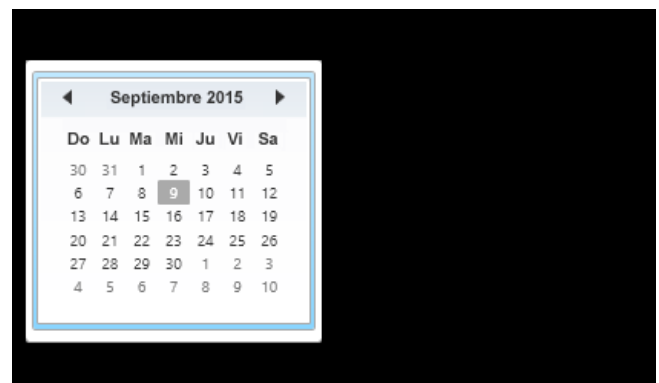 Septiembre 2015
Do Lu Ma Mi Ju Vi Sa
30 31 1 2 3 4 5
6 7 8 9 10 11 12
13 14 15 16 17 18 19
20 21 22 23 24 25 26
27 28 29 30 1 2 3
4 5 6 7 8 9 10